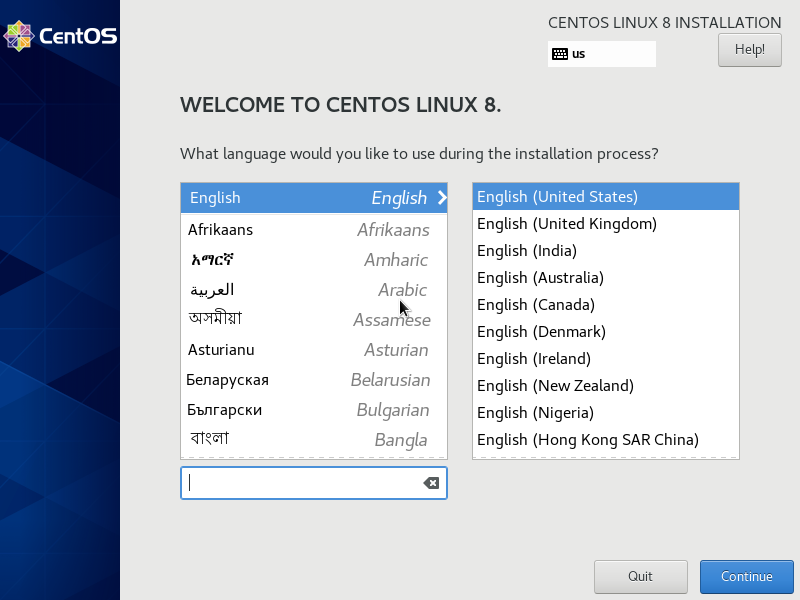 CentOS
CENTOS LINUX 8 INSTALLATION
us
Help!
WELCOME TO CENTOS LINUX 8.
What language would you like to use during the installation process?
English English
Afrikaans Afrikaans
አማርኛ Amharic
العربية Arabic
অসমীয়া Assamese
Asturianu Asturian
Беларуская Belarusian
Български Bulgarian
বাংলা Bangla
English (United States)
English (United Kingdom)
English (India)
English (Australia)
English (Canada)
English (Denmark)
English (Ireland)
English (New Zealand)
English (Nigeria)
English (Hong Kong SAR China)
Quit
Continue